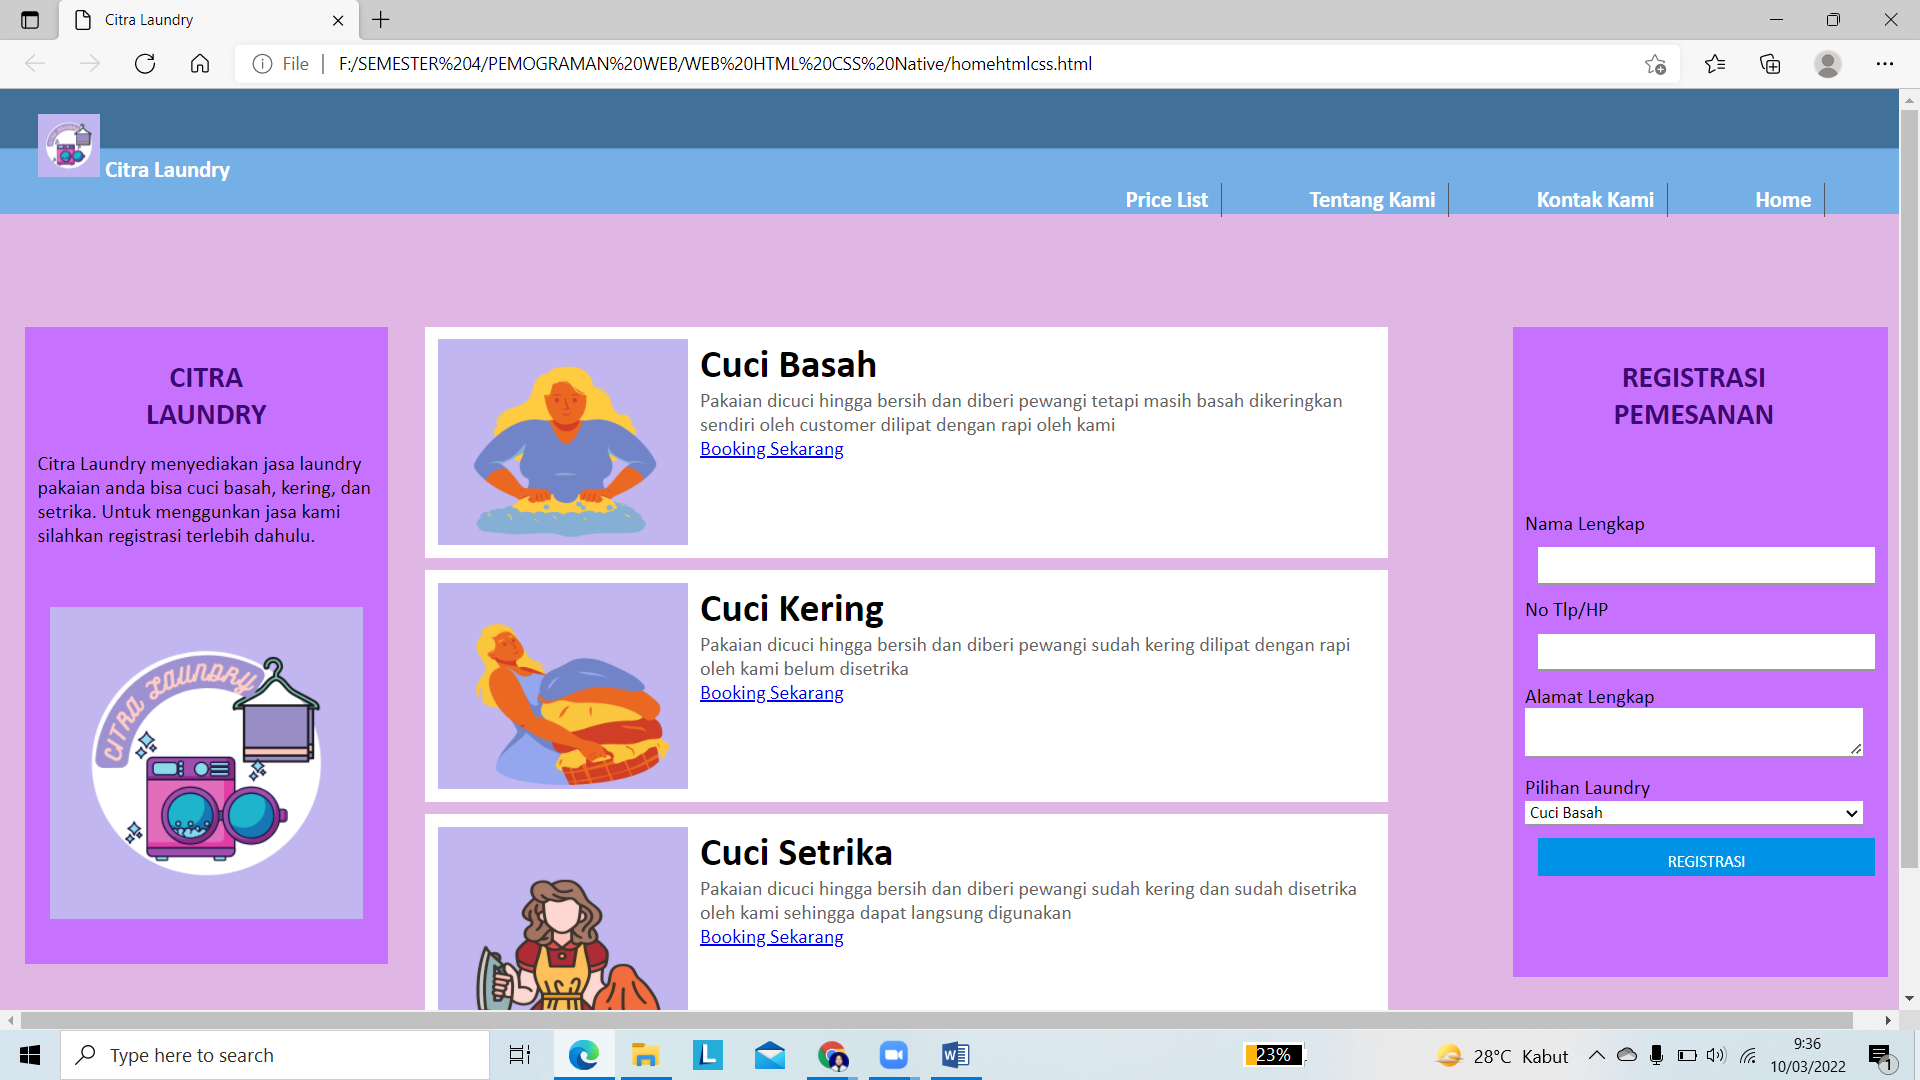 Citra Laundry
File
F:/SEMESTER%204/PEMOGRAMAN%20WEB/WEB%20HTML%20CSS%20Native/homehtmlcss.html
Citra Laundry
Price List
Tentang Kami
Kontak Kami
Home
CITRA
LAUNDRY
Citra Laundry menyediakan jasa laundry
pakaian anda bisa cuci basah, kering, dan
setrika. Untuk menggunkan jasa kami
silahkan registrasi terlebih dahulu.
CITRA LAUNDRY
Cuci Basah
Pakaian dicuci hingga bersih dan diberi pewangi tetapi masih basah dikeringkan
sendiri oleh customer dilipat dengan rapi oleh kami
Booking Sekarang
Cuci Kering
Pakaian dicuci hingga bersih dan diberi pewangi sudah kering dilipat dengan rapi
oleh kami belum disetrika
Booking Sekarang
Cuci Setrika
Pakaian dicuci hingga bersih dan diberi pewangi sudah kering dan sudah disetrika
oleh kami sehingga dapat langsung digunakan
Booking Sekarang
REGISTRASI
PEMESANAN
Nama Lengkap
No Tlp/HP
Alamat Lengkap
Pilihan Laundry
Cuci Basah
REGISTRASI
Type here to search
L
23%
28°C Kabut
9:36
10/03/2022
1